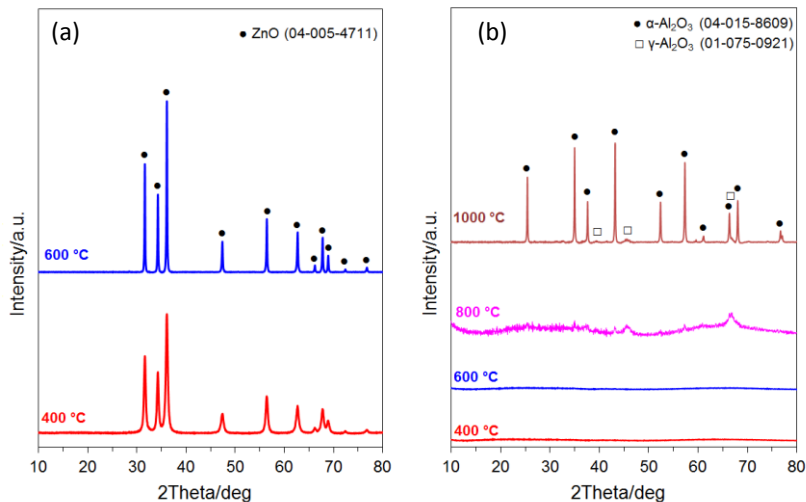 (a)
● ZnO (04-005-4711)
600 °C
400 °C
Intensity/a.u.
10 20 30 40 50 60 70 80
2Theta/deg
(b)
● α-Al₂O₃ (04-015-8609)
□ γ-Al₂O₃ (01-075-0921)
1000 °C
800 °C
600 °C
400 °C
Intensity/a.u.
10 20 30 40 50 60 70 80
2Theta/deg